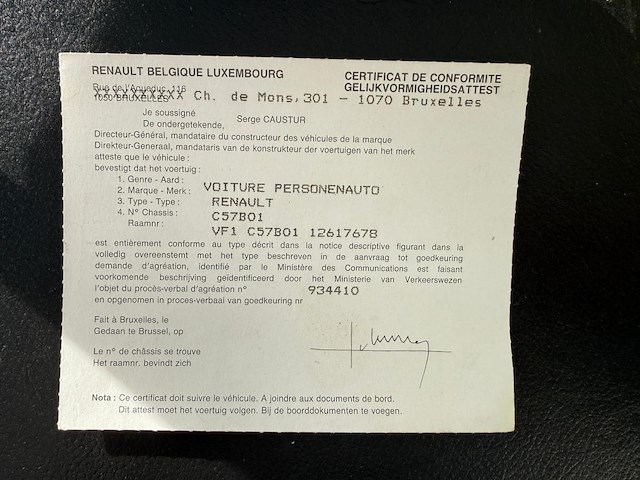 RENAULT BELGIQUE LUXEMBOURG
CERTIFICAT DE CONFORMITE
GELIJKVORMIGHEIDSATTEST
Rue de l'Aqueduc, 116
1050 BRUXELLES
XXXXXXXXXX Ch. de Mons,301 - 1070 Bruxelles
Je soussigné
De ondergetekende, Serge CAUSTUR
Directeur-Général, mandataire du constructeur des véhicules de la marque
Direkteur-Generaal, mandataris van de konstrukteur der voertuigen van het merk
atteste que le véhicule :
bevestigt dat het voertuig :
1. Genre - Aard :
2. Marque - Merk : VOITURE PERSONENAUTO
3. Type - Type : RENAULT
4. N° Chassis : C57B01
Raamnr : VF1 C57B01 12617678
est entièrement conforme au type décrit dans la notice descriptive figurant dans la
volledig overeenstemt met het type beschreven in de aanvraag tot goedkeuring
demande d'agréation, identifié par le Ministère des Communications est faisant
voorkomende beschrijving geïdentificeerd door het Ministerie van Verkeerswezen
l'objet du procès-verbal d'agréation n° 934410
en opgenomen in proces-verbaal van goedkeuring nr
Fait à Bruxelles, le
Gedaan te Brussel, op
Le n° de châssis se trouve
Het raamnr. bevindt zich
Nota : Ce certificat doit suivre le véhicule. A joindre aux documents de bord.
Dit attest moet het voertuig volgen. Bij de boorddokumenten te voegen.